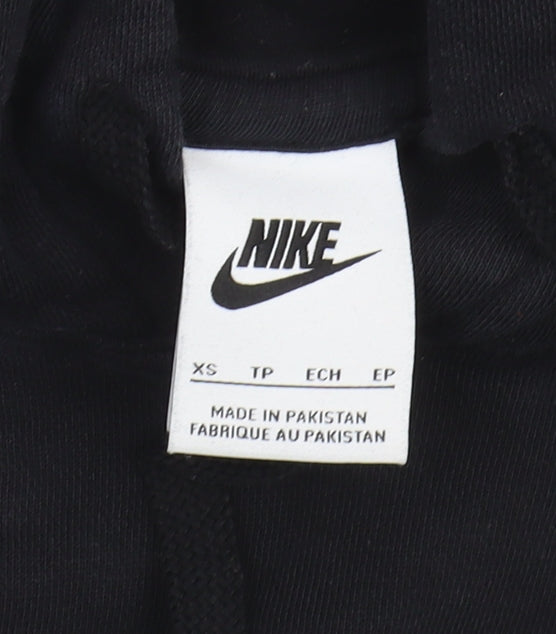 NIKE
XS TP ECH EP
MADE IN PAKISTAN
FABRIQUE AU PAKISTAN